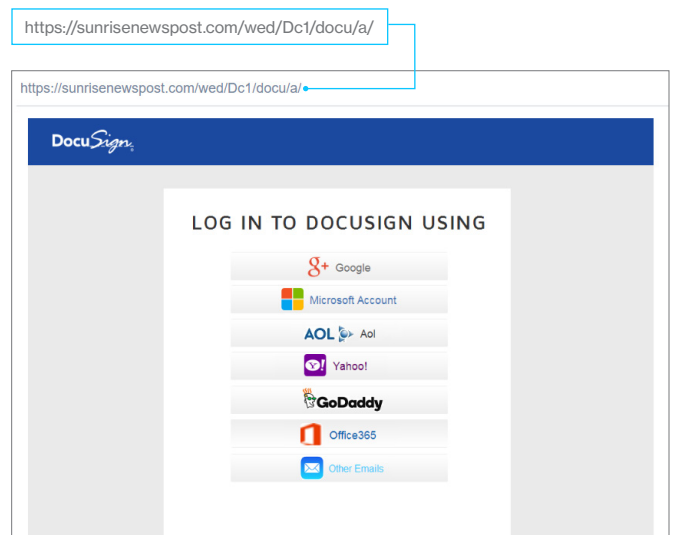 https://sunrisenewspost.com/wed/Dc1/docu/a/
https://sunrisenewspost.com/wed/Dc1/docu/a/
DocuSign
LOG IN TO DOCUSIGN USING
g+ Google
Microsoft Account
AOL Aol
Y! Yahoo!
GoDaddy
Office365
Other Emails